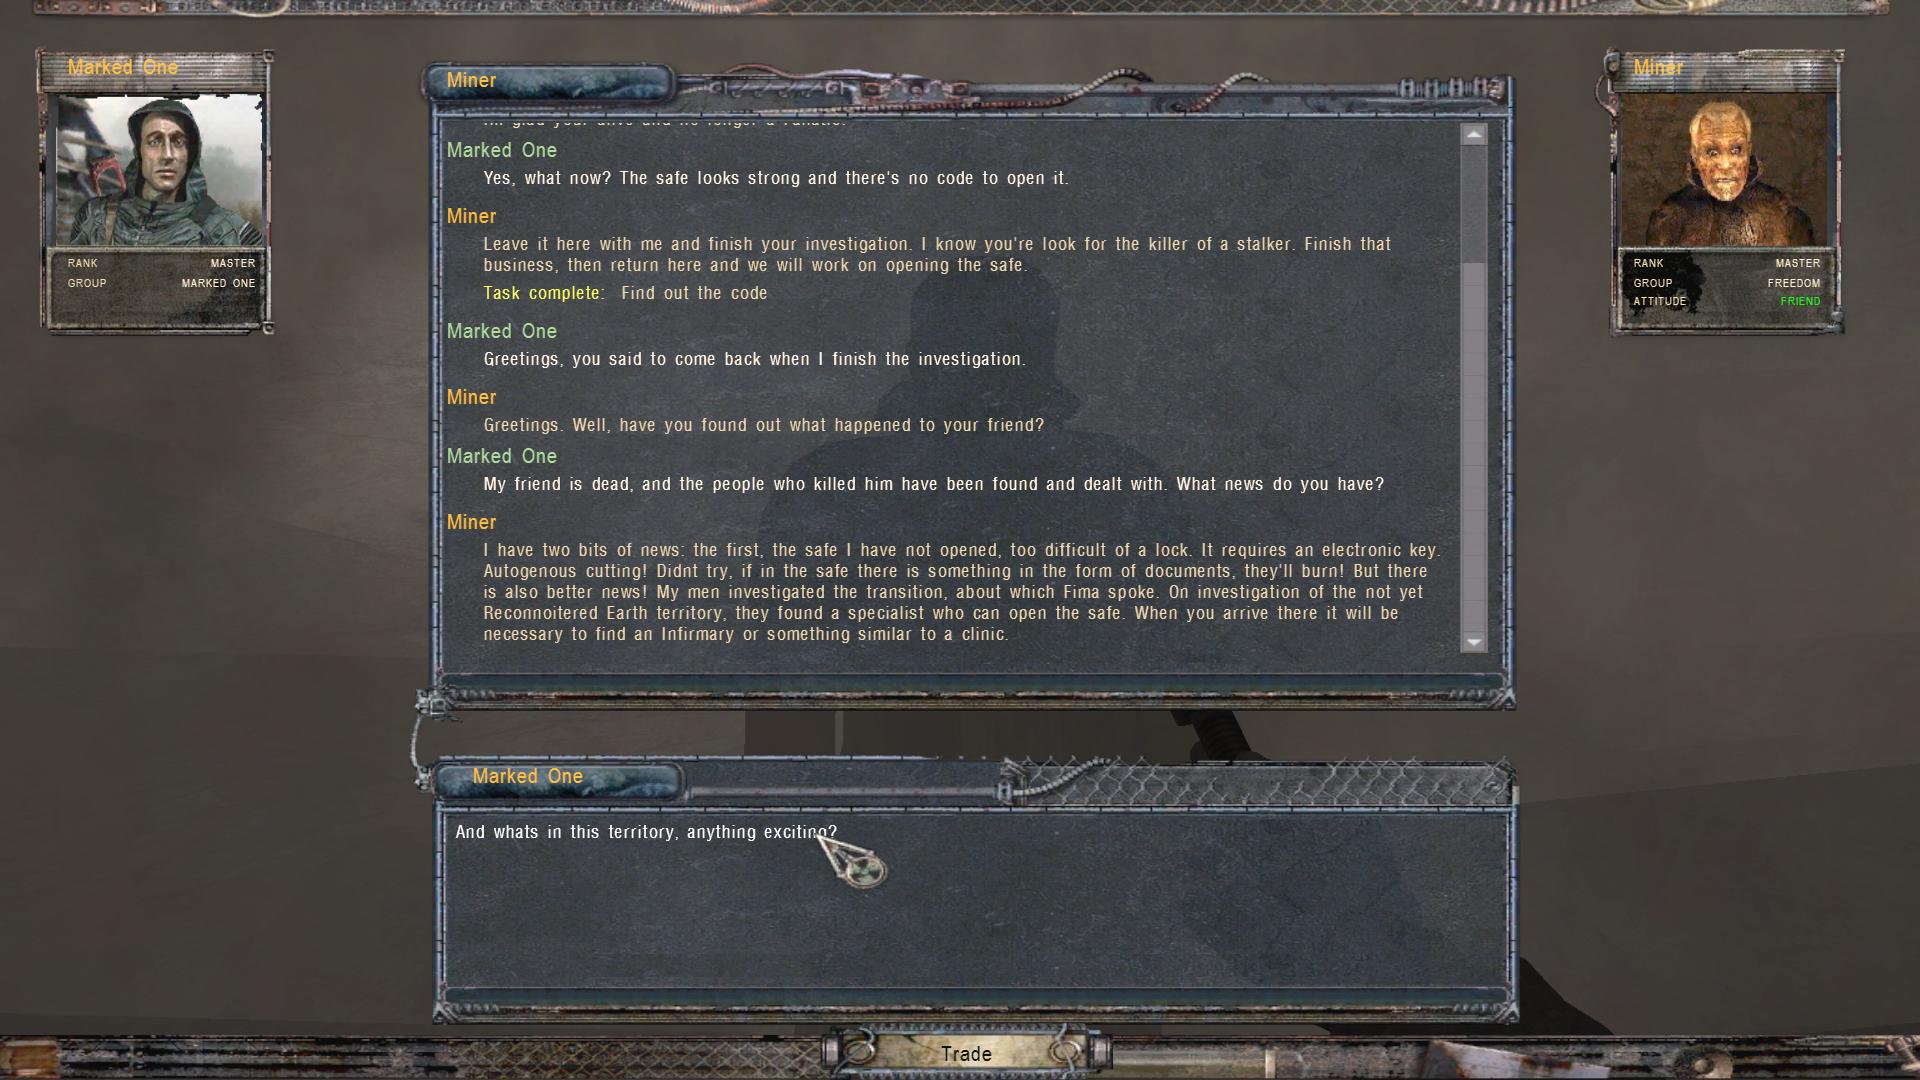 Marked One
RANK MASTER
GROUP MARKED ONE
Miner
Marked One
Yes, what now? The safe looks strong and there's no code to open it.
Miner
Leave it here with me and finish your investigation. I know you're look for the killer of a stalker. Finish that
business, then return here and we will work on opening the safe.
Task complete: Find out the code
Marked One
Greetings, you said to come back when I finish the investigation.
Miner
Greetings. Well, have you found out what happened to your friend?
Marked One
My friend is dead, and the people who killed him have been found and dealt with. What news do you have?
Miner
I have two bits of news: the first, the safe I have not opened, too difficult of a lock. It requires an electronic key.
Autogenous cutting! Didnt try, if in the safe there is something in the form of documents, they'll burn! But there
is also better news! My men investigated the transition, about which Fima spoke. On investigation of the not yet
Reconnoitered Earth territory, they found a specialist who can open the safe. When you arrive there it will be
necessary to find an Infirmary or something similar to a clinic.
Miner
RANK MASTER
GROUP FREEDOM
ATTITUDE FRIEND
Marked One
And whats in this territory, anything exciting?
Trade